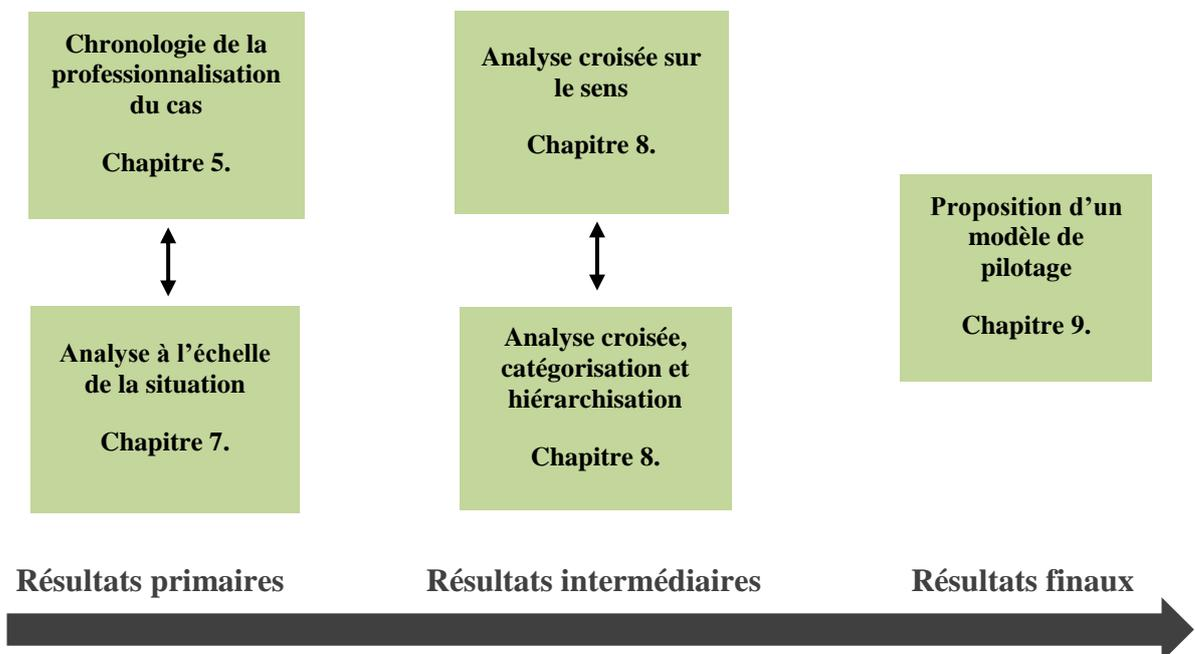 Chronologie de la
professionnalisation
du cas
Chapitre 5.
Analyse à l'échelle
de la situation
Chapitre 7.
Analyse croisée sur
le sens
Chapitre 8.
Analyse croisée,
catégorisation et
hiérarchisation
Chapitre 8.
Proposition d’un
modèle de
pilotage
Chapitre 9.
Résultats primaires
Résultats intermédiaires
Résultats finaux